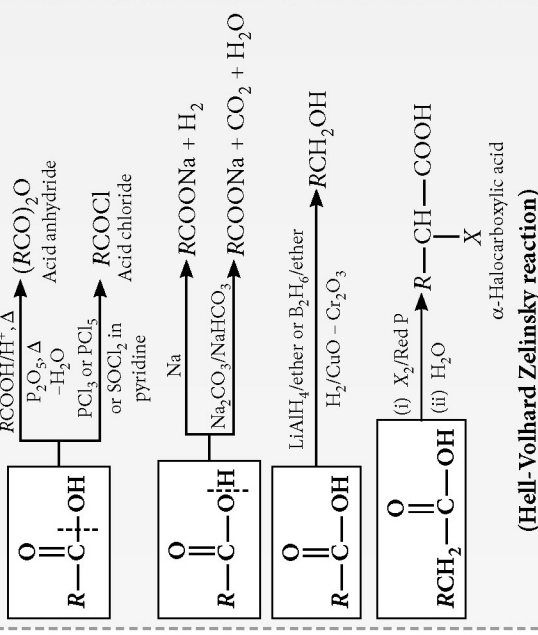 RCOOH/H⁺, Δ
P₂O₅, Δ
–H₂O
(RCO)₂O
Acid anhydride
O
R—C—OH
PCl₃ or PCl₅
or SOCl₂ in
pyridine
RCOCl
Acid chloride
Na
RCOONa + H₂
O
R—C—OH
Na₂CO₃/NaHCO₃
RCOONa + CO₂ + H₂O
O
R—C—OH
LiAlH₄/ether or B₂H₆/ether
H₂/CuO – Cr₂O₃
RCH₂OH
O
RCH₂—C—OH
(i) X₂/Red P
(ii) H₂O
R—CH—COOH
X
α-Halocarboxylic acid
(Hell-Volhard Zelinsky reaction)